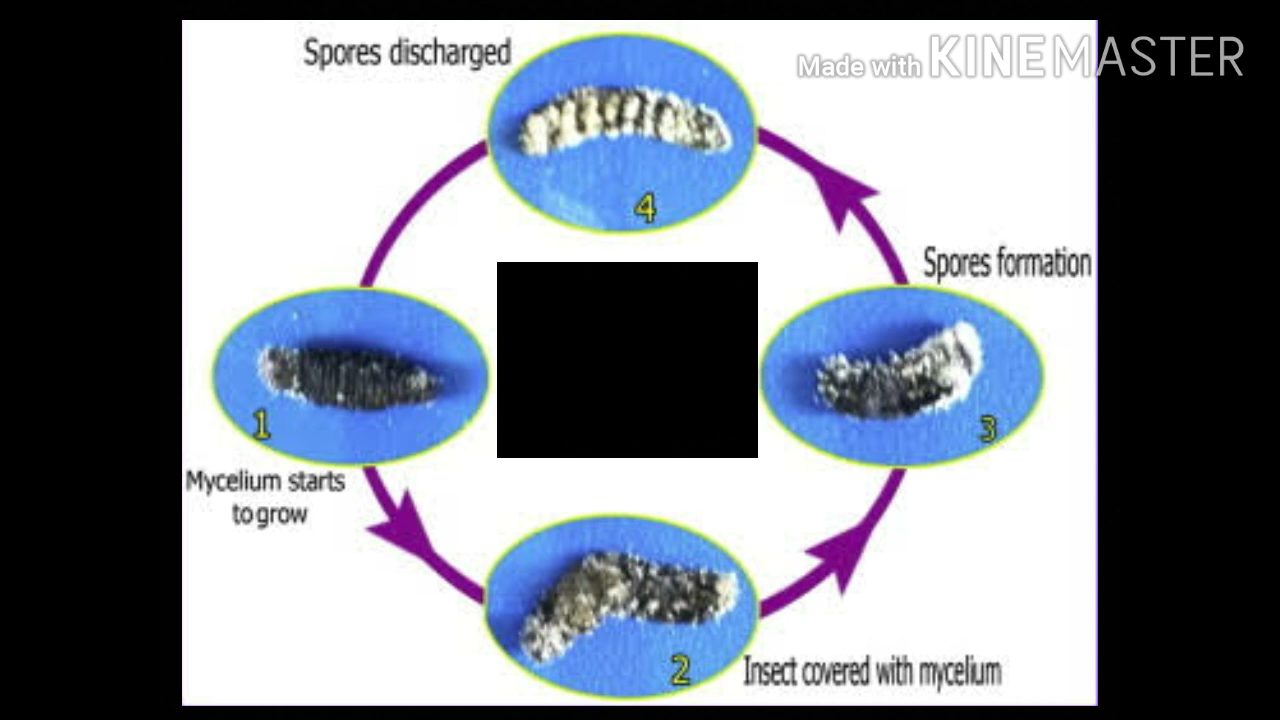 Spores discharged
Made with KINEMASTER
4
Spores formation
1
3
Mycelium starts
to grow
2
Insect covered with mycelium